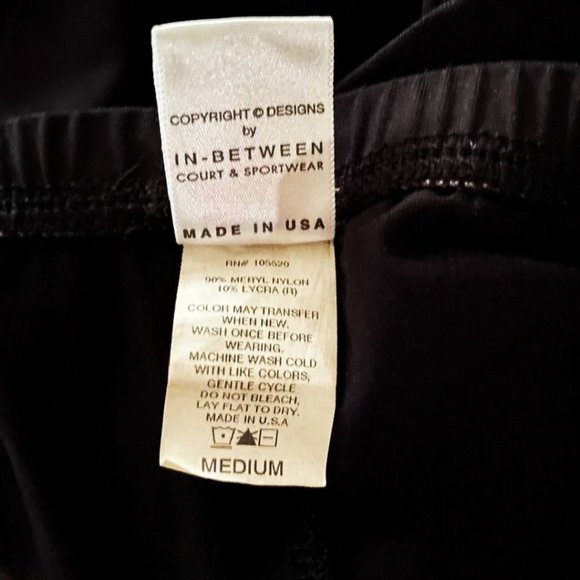 COPYRIGHT © DESIGNS
by
IN-BETWEEN
COURT & SPORTWEAR
MADE IN USA
RN# 105520
90% MERYL NYLON
10% LYCRA (R)
COLOR MAY TRANSFER
WHEN NEW.
WASH ONCE BEFORE
WEARING.
MACHINE WASH COLD
WITH LIKE COLORS,
GENTLE CYCLE
DO NOT BLEACH,
LAY FLAT TO DRY.
MADE IN U.S.A
MEDIUM